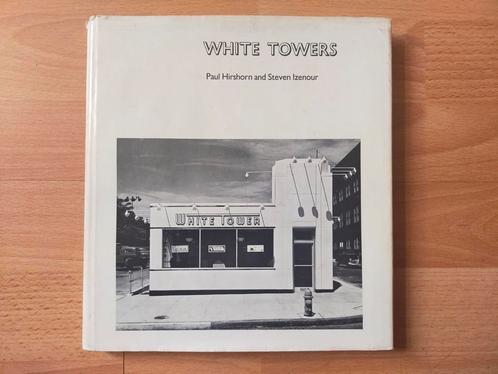 WHITE TOWERS
Paul Hirshorn and Steven Izenour
WHITE TOWER